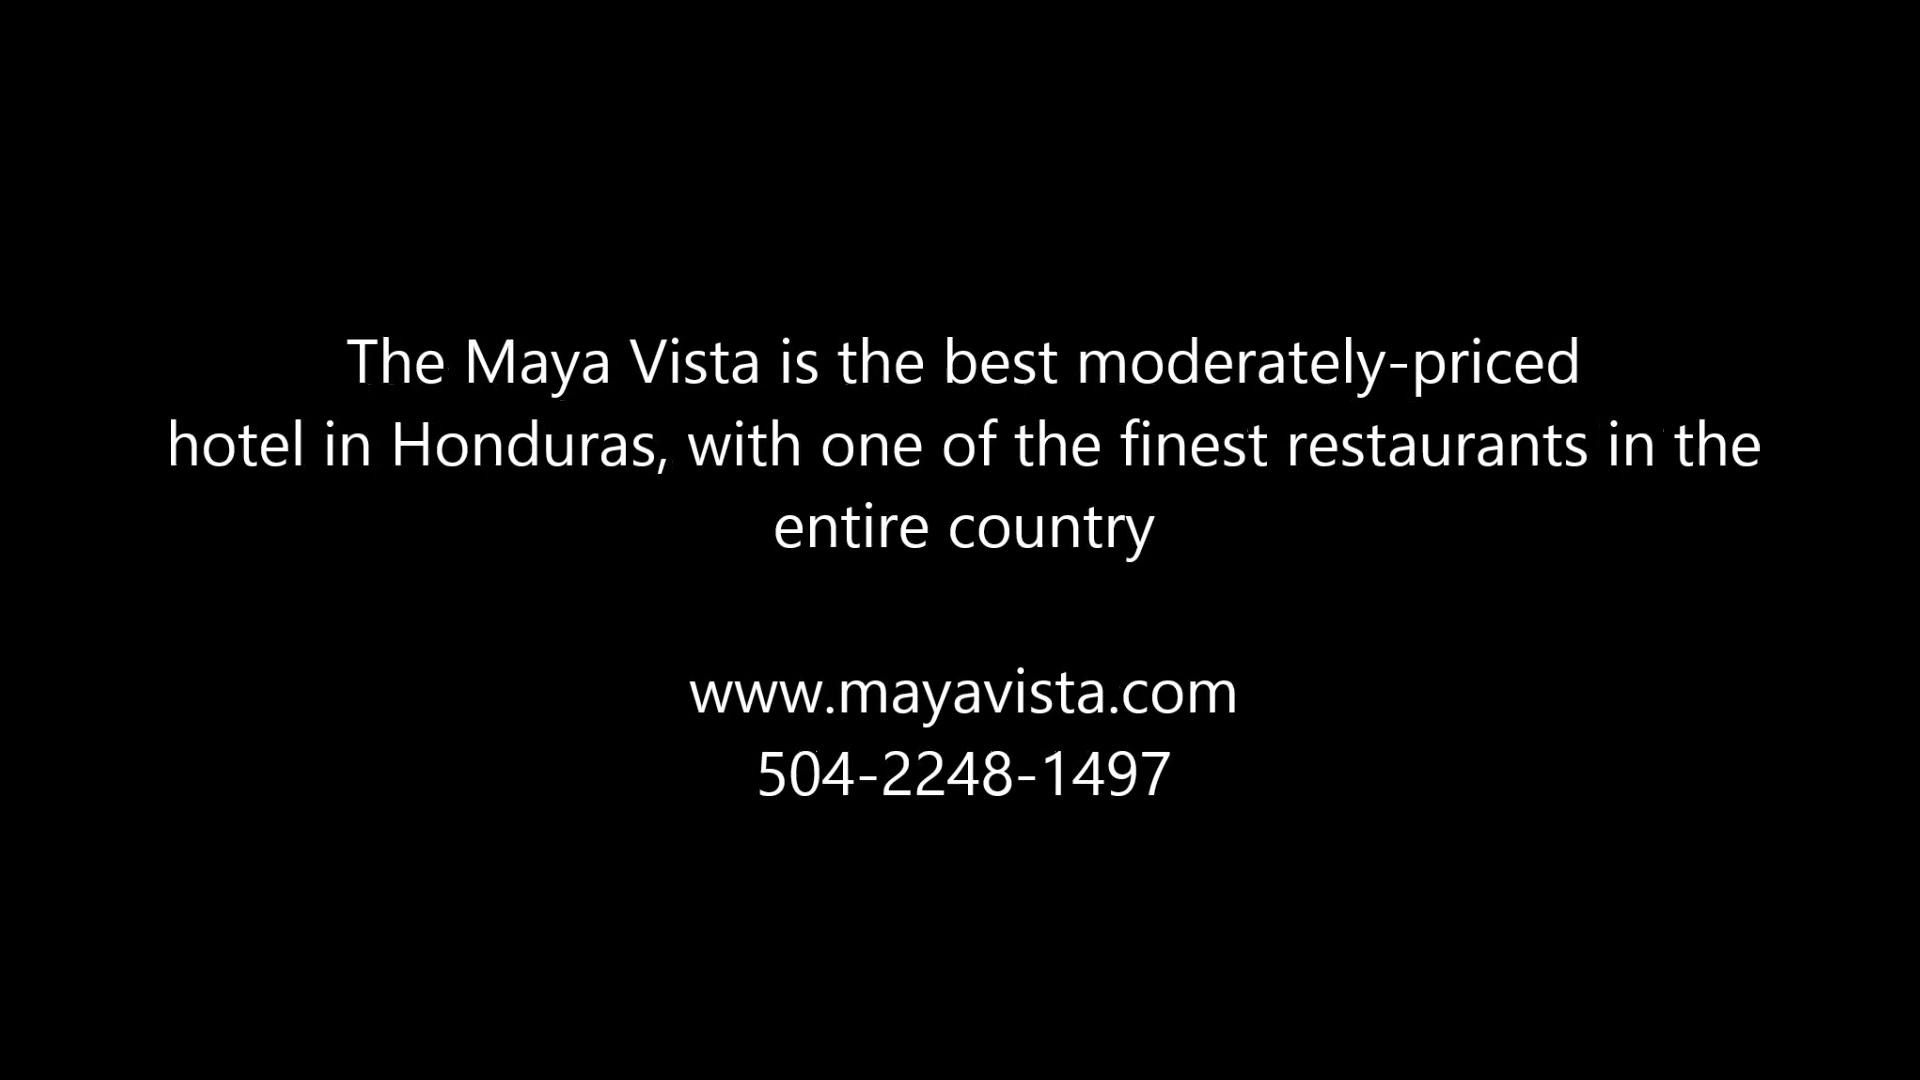 The Maya Vista is the best moderately-priced
hotel in Honduras, with one of the finest restaurants in the
entire country
www.mayavista.com
504-2248-1497